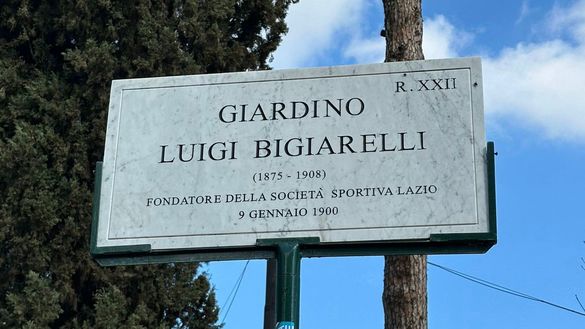 R. XXII
GIARDINO
LUIGI BIGIARELLI
(1875 - 1908)
FONDATORE DELLA SOCIETÀ SPORTIVA LAZIO
9 GENNAIO 1900